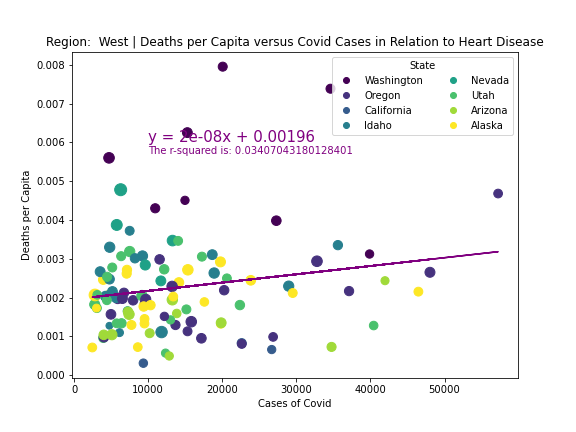 Region:  West | Deaths per Capita versus Covid Cases in Relation to Heart Disease
0.008
0.007
0.006
0.005
0.004
0.003
0.002
0.001
0.000
Deaths per Capita
State
Washington
Oregon
California
Idaho
Nevada
Utah
Arizona
Alaska
y = 2e-08x + 0.00196
The r-squared is: 0.03407043180128401
0
10000
20000
30000
40000
50000
Cases of Covid